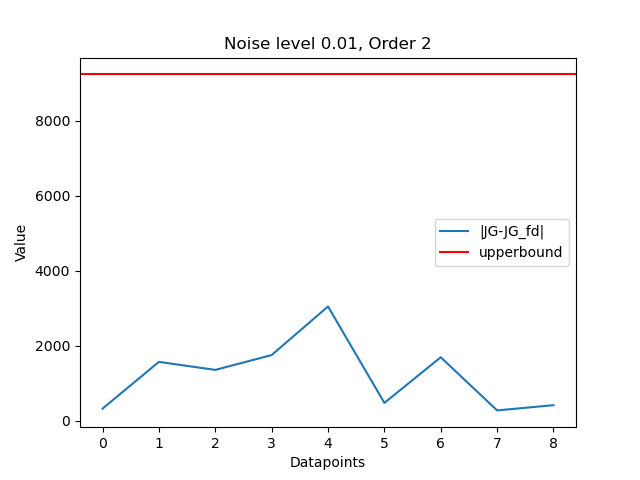 Noise level 0.01, Order 2
8000
6000
4000
2000
0
Value
|JG-JG_fd|
upperbound
0 1 2 3 4 5 6 7 8
Datapoints